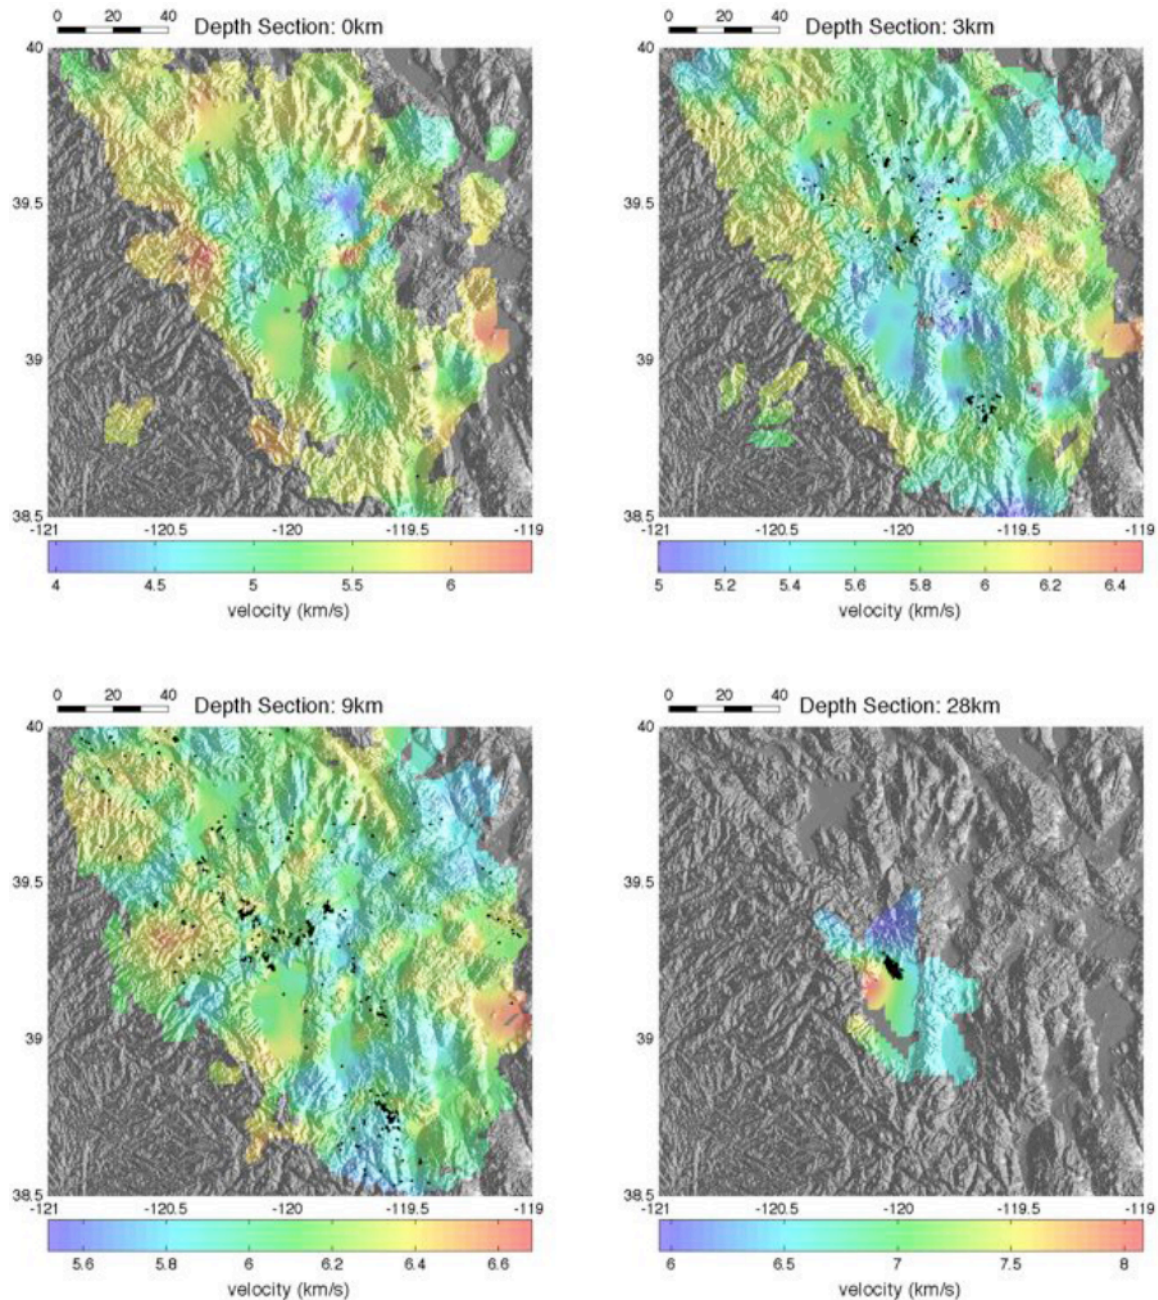 0 20 40
Depth Section: 0km
40
39.5
39
38.5
-121 -120.5 -120 -119.5 -119
4 4.5 5 5.5 6
velocity (km/s)
0 20 40
Depth Section: 3km
40
39.5
39
38.5
-121 -120.5 -120 -119.5 -119
5 5.2 5.4 5.6 5.8 6 6.2 6.4
velocity (km/s)
0 20 40
Depth Section: 9km
40
39.5
39
38.5
-121 -120.5 -120 -119.5 -119
5.6 5.8 6 6.2 6.4 6.6
velocity (km/s)
0 20 40
Depth Section: 28km
40
39.5
39
38.5
-121 -120.5 -120 -119.5 -119
6 6.5 7 7.5 8
velocity (km/s)